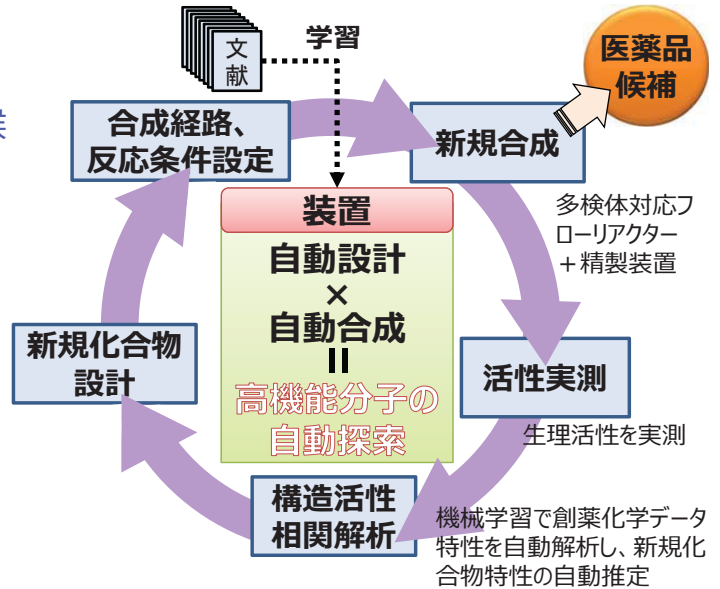 文
献
学習
医薬品
候補
合成経路、
反応条件設定
新規合成
装置
自動設計
×
自動合成
＝
高機能分子の
自動探索
多検体対応フ
ローリアクター
＋精製装置
新規化合物
設計
活性実測
生理活性を実測
構造活性
相関解析
機械学習で創薬化学データ
特性を自動解析し、新規化
合物特性の自動推定